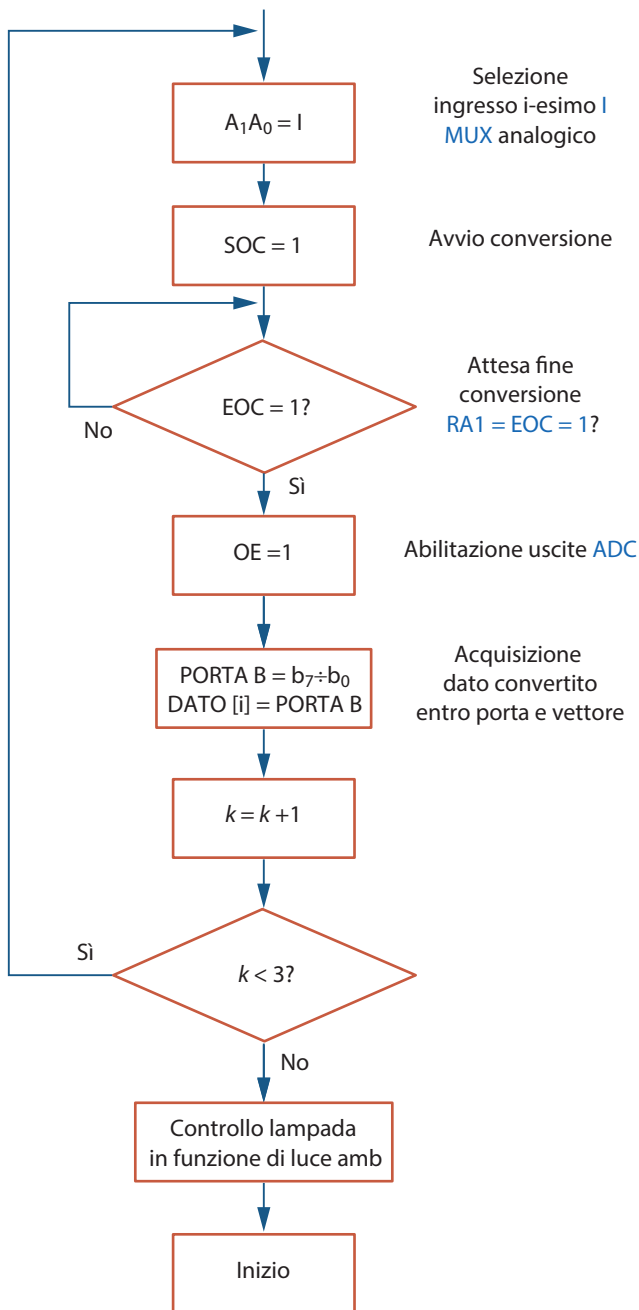 A₁A₀ = I
Selezione
ingresso i-esimo I
MUX analogico
SOC = 1
Avvio conversione
EOC = 1?
No
Sì
Attesa fine
conversione
RA1 = EOC = 1?
OE =1
Abilitazione uscite ADC
PORTA B = b₇÷b₀
DATO [i] = PORTA B
Acquisizione
dato convertito
entro porta e vettore
k = k +1
Sì
k < 3?
No
Controllo lampada
in funzione di luce amb
Inizio